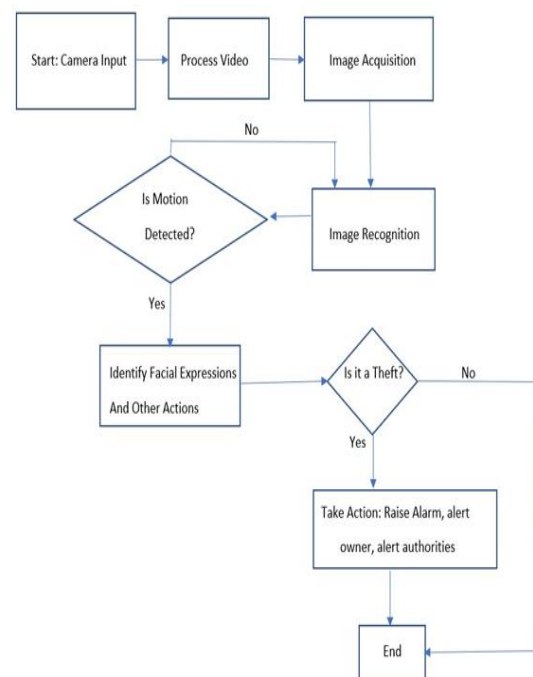 Start: Camera Input
Process Video
Image Acquisition
No
Is Motion
Detected?
Image Recognition
Yes
Identify Facial Expressions
And Other Actions
Is it a Theft?
No
Yes
Take Action: Raise Alarm, alert
owner, alert authorities
End